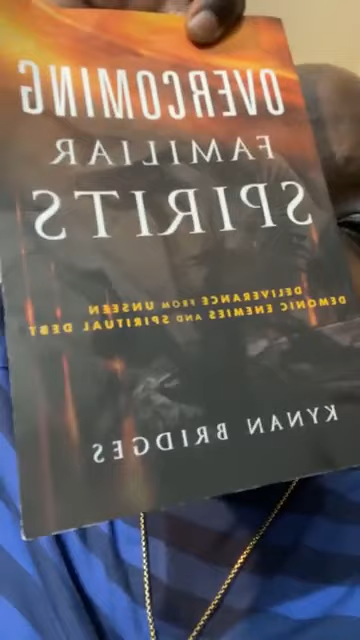 OVERCOMING
FAMILIAR
SPIRITS
DELIVERANCE FROM UNSEEN
DEMONIC ENEMIES AND SPIRITUAL DEBT
KYNAN BRIDGES